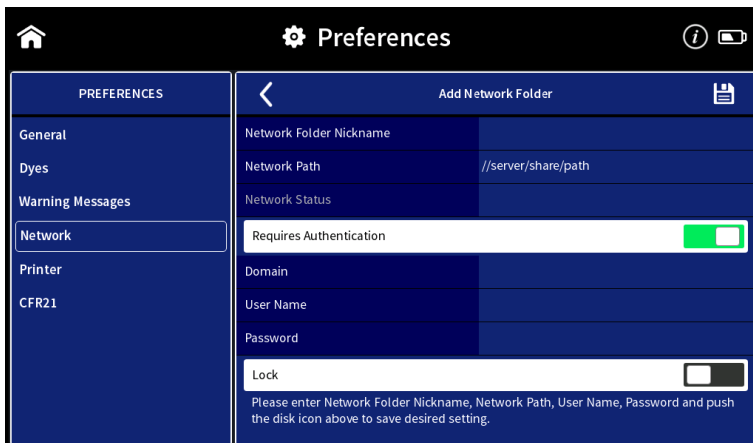 Preferences
i
PREFERENCES
Add Network Folder
General
Dyes
Warning Messages
Network
Printer
CFR21
Network Folder Nickname
Network Path
//server/share/path
Network Status
Requires Authentication
Domain
User Name
Password
Lock
Please enter Network Folder Nickname, Network Path, User Name, Password and push
the disk icon above to save desired setting.